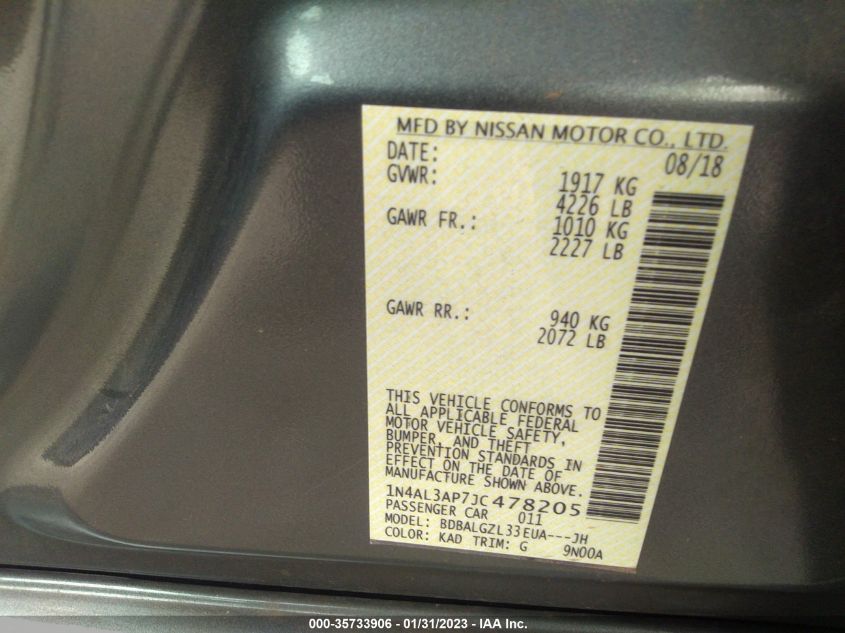 MFD BY NISSAN MOTOR CO., LTD.
DATE: 08/18
GVWR: 1917 KG
4226 LB
GAWR FR.: 1010 KG
2227 LB
GAWR RR.: 940 KG
2072 LB
THIS VEHICLE CONFORMS TO
ALL APPLICABLE FEDERAL
MOTOR VEHICLE SAFETY,
BUMPER, AND THEFT
PREVENTION STANDARDS IN
EFFECT ON THE DATE OF
MANUFACTURE SHOWN ABOVE.
1N4AL3AP7JC478205
PASSENGER CAR 011
MODEL: BDBALGZL33EUA---JH
COLOR: KAD TRIM: G 9N00A
000-35733906 - 01/31/2023 - IAA Inc.